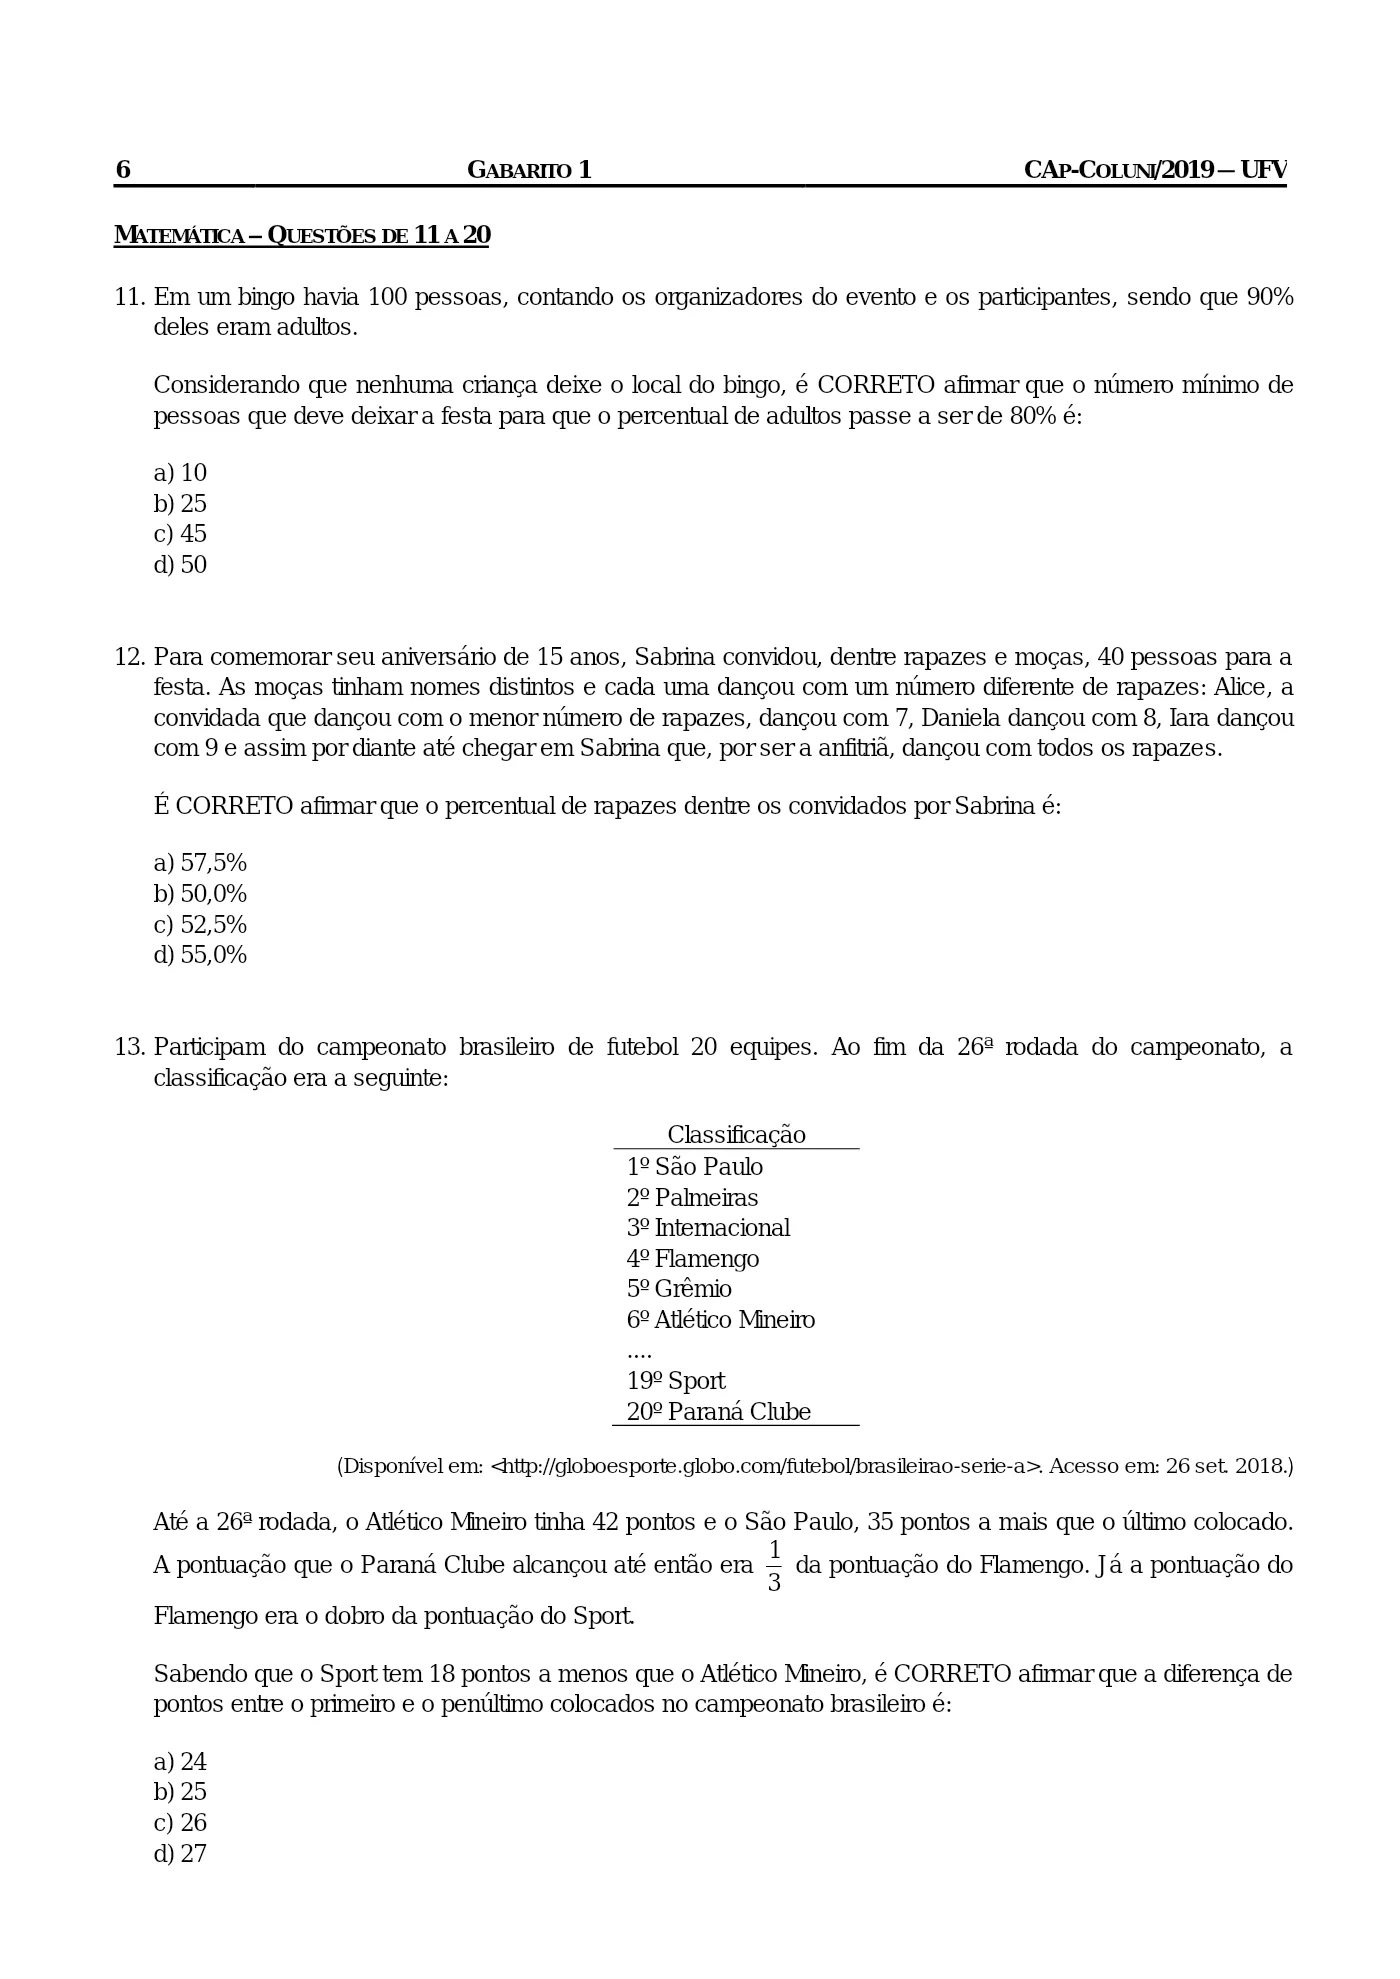 6 GABARITO 1 CAP-COLUNI/2019 – UFV
MATEMÁTICA – QUESTÕES DE 11 A 20
11. Em um bingo havia 100 pessoas, contando os organizadores do evento e os participantes, sendo que 90%
deles eram adultos.
Considerando que nenhuma criança deixe o local do bingo, é CORRETO afirmar que o número mínimo de
pessoas que deve deixar a festa para que o percentual de adultos passe a ser de 80% é:
a) 10
b) 25
c) 45
d) 50
12. Para comemorar seu aniversário de 15 anos, Sabrina convidou, dentre rapazes e moças, 40 pessoas para a
festa. As moças tinham nomes distintos e cada uma dançou com um número diferente de rapazes: Alice, a
convidada que dançou com o menor número de rapazes, dançou com 7, Daniela dançou com 8, Iara dançou
com 9 e assim por diante até chegar em Sabrina que, por ser a anfitriã, dançou com todos os rapazes.
É CORRETO afirmar que o percentual de rapazes dentre os convidados por Sabrina é:
a) 57,5%
b) 50,0%
c) 52,5%
d) 55,0%
13. Participam do campeonato brasileiro de futebol 20 equipes. Ao fim da 26ª rodada do campeonato, a
classificação era a seguinte:
Classificação
1º São Paulo
2º Palmeiras
3º Internacional
4º Flamengo
5º Grêmio
6º Atlético Mineiro
....
19º Sport
20º Paraná Clube
(Disponível em: <http://globoesporte.globo.com/futebol/brasileirao-serie-a>. Acesso em: 26 set. 2018.)
Até a 26ª rodada, o Atlético Mineiro tinha 42 pontos e o São Paulo, 35 pontos a mais que o último colocado.
A pontuação que o Paraná Clube alcançou até então era 1/3 da pontuação do Flamengo. Já a pontuação do
Flamengo era o dobro da pontuação do Sport.
Sabendo que o Sport tem 18 pontos a menos que o Atlético Mineiro, é CORRETO afirmar que a diferença de
pontos entre o primeiro e o penúltimo colocados no campeonato brasileiro é:
a) 24
b) 25
c) 26
d) 27